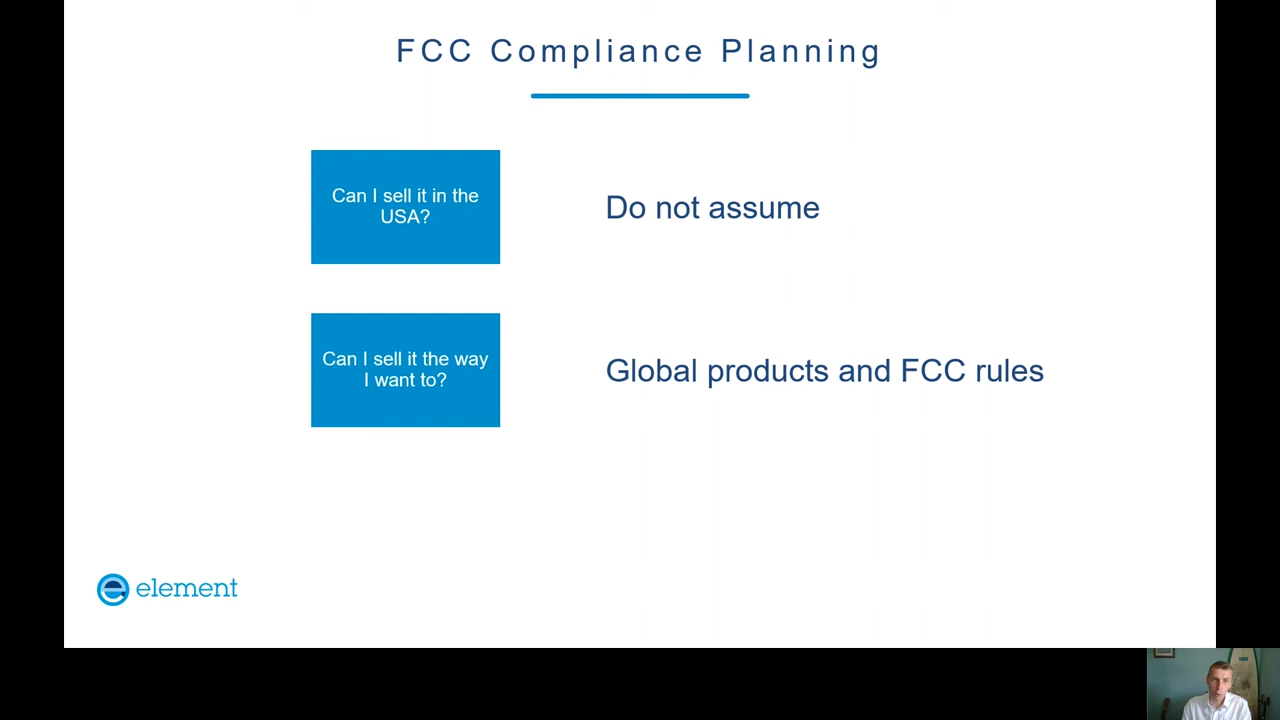 FCC Compliance Planning
Can I sell it in the
USA?
Do not assume
Can I sell it the way
I want to?
Global products and FCC rules
element